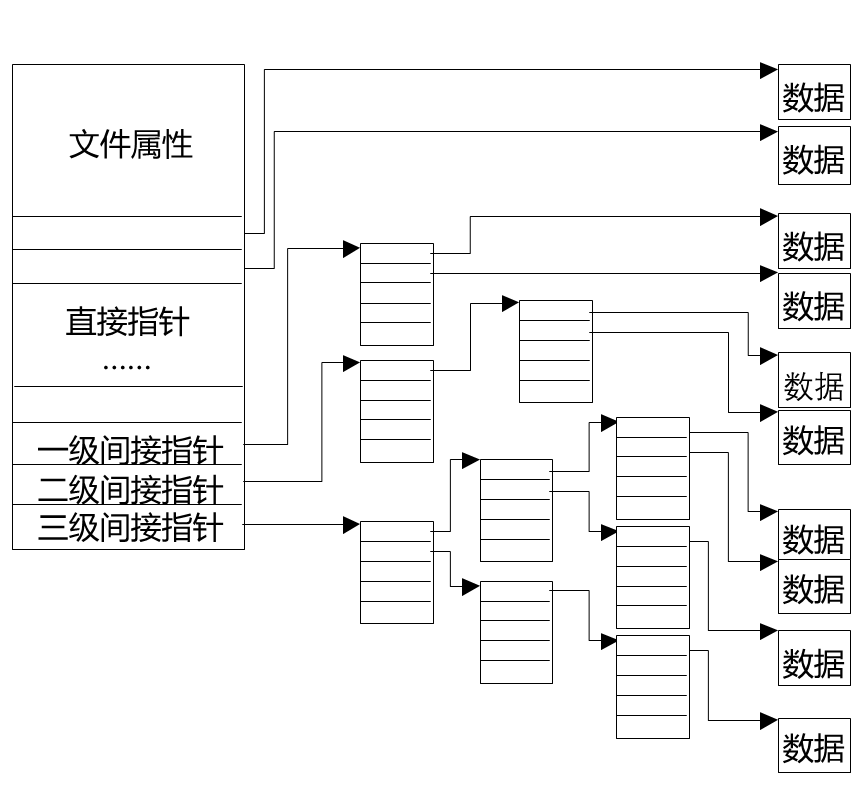 文件属性
直接指针
……
一级间接指针
二级间接指针
三级间接指针
数据
数据
数据
数据
数据
数据
数据
数据
数据
数据